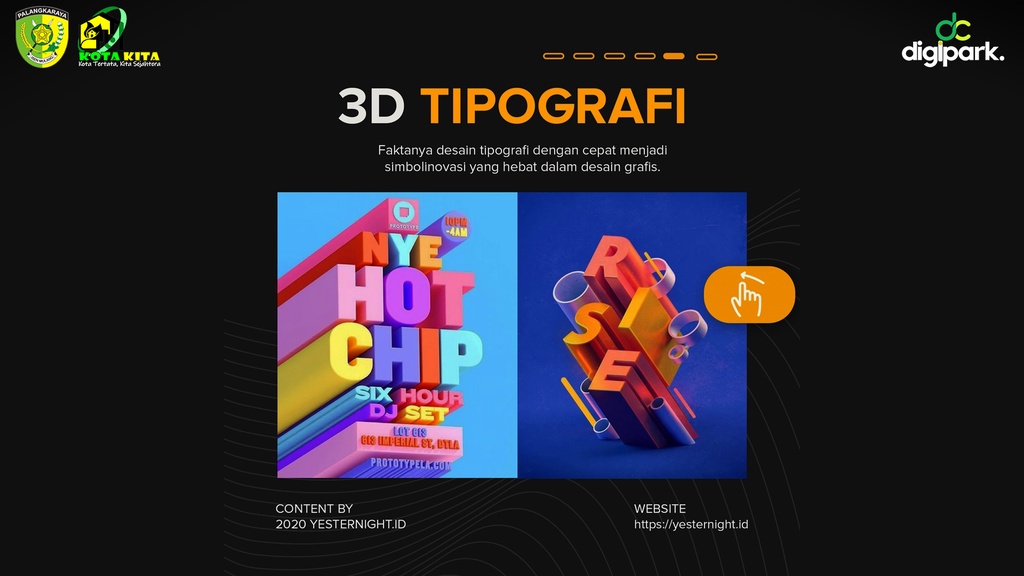 PALANGKARAYA
KOTA KITA
Kota Tertata, Kita Sejahtera
dc
digipark.
3D TIPOGRAFI
Faktanya desain tipografi dengan cepat menjadi
simbolinovasi yang hebat dalam desain grafis.
PROTOTYPE
10PM
-4AM
NYE
HOT
CHIP
SIX HOUR
DJ SET
LOT 613
613 IMPERIAL ST, DTLA
PROTOTYPELA.COM
R
I
S
E
CONTENT BY
2020 YESTERNIGHT.ID
WEBSITE
https://yesternight.id